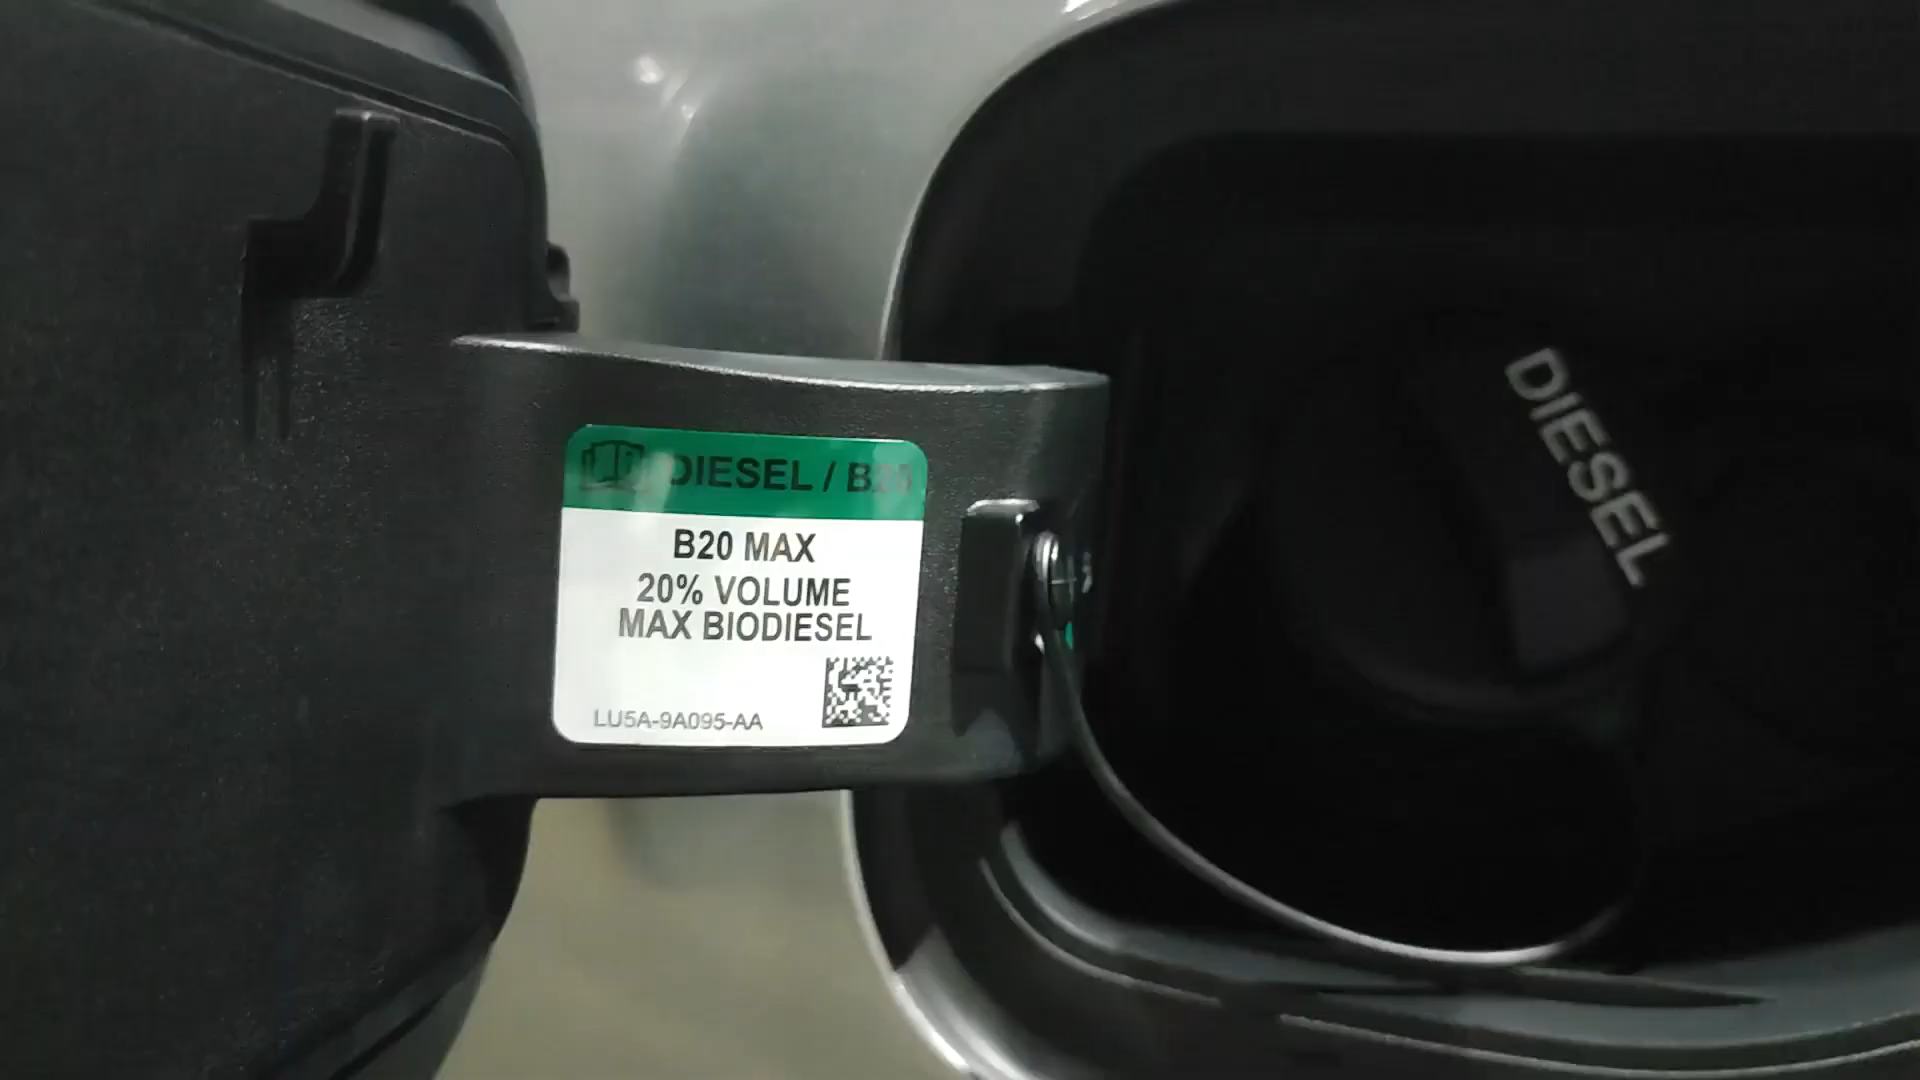 DIESEL / B20
B20 MAX
20% VOLUME
MAX BIODIESEL
LU5A-9A095-AA
DIESEL